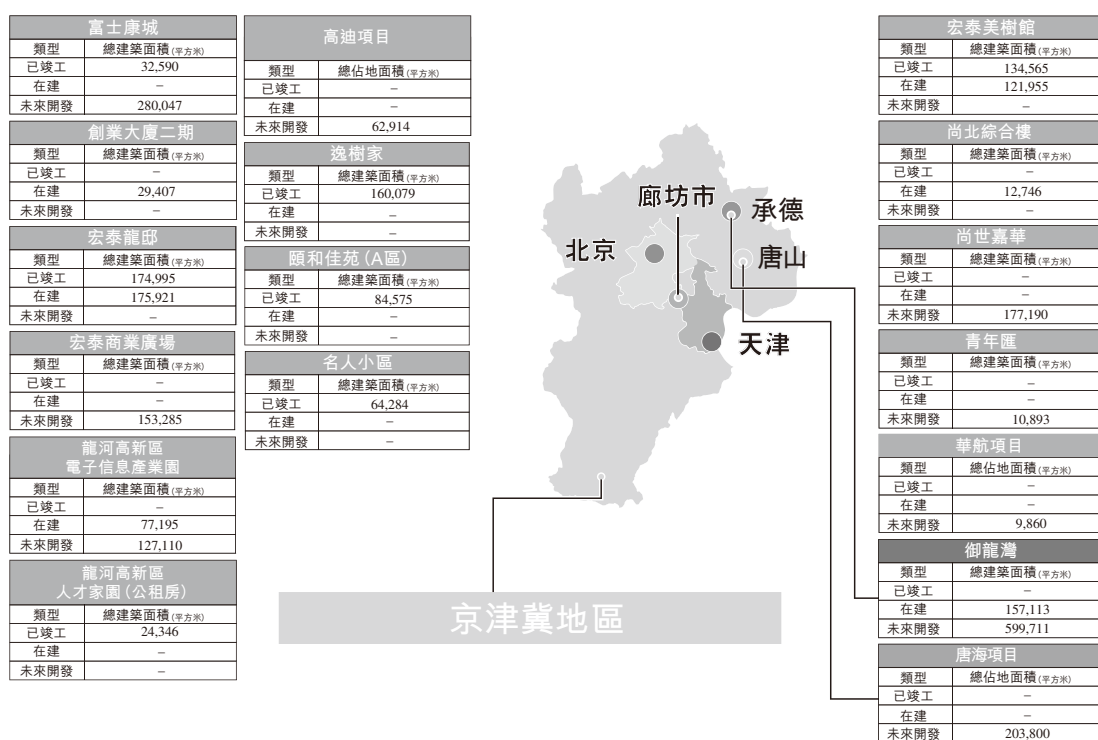 富士康城
類型 總建築面積(平方米)
已竣工 32,590
在建 –
未來開發 280,047
創業大廈二期
類型 總建築面積(平方米)
已竣工 –
在建 29,407
未來開發 –
宏泰龍邸
類型 總建築面積(平方米)
已竣工 174,995
在建 175,921
未來開發 –
宏泰商業廣場
類型 總建築面積(平方米)
已竣工 –
在建 –
未來開發 153,285
龍河高新區
電子信息產業園
類型 總建築面積(平方米)
已竣工 –
在建 77,195
未來開發 127,110
龍河高新區
人才家園(公租房)
類型 總建築面積(平方米)
已竣工 24,346
在建 –
未來開發 –
高迪項目
類型 總佔地面積(平方米)
已竣工 –
在建 –
未來開發 62,914
逸樹家
類型 總建築面積(平方米)
已竣工 160,079
在建 –
未來開發 –
頤和佳苑(A區)
類型 總建築面積(平方米)
已竣工 84,575
在建 –
未來開發 –
名人小區
類型 總建築面積(平方米)
已竣工 64,284
在建 –
未來開發 –
廊坊市
承德
北京
唐山
天津
京津冀地區
宏泰美樹館
類型 總建築面積(平方米)
已竣工 134,565
在建 121,955
未來開發 –
尚北綜合樓
類型 總建築面積(平方米)
已竣工 –
在建 12,746
未來開發 –
尚世嘉華
類型 總建築面積(平方米)
已竣工 –
在建 –
未來開發 177,190
青年匯
類型 總建築面積(平方米)
已竣工 –
在建 –
未來開發 10,893
華航項目
類型 總佔地面積(平方米)
已竣工 –
在建 –
未來開發 9,860
御龍灣
類型 總建築面積(平方米)
已竣工 –
在建 157,113
未來開發 599,711
唐海項目
類型 總佔地面積(平方米)
已竣工 –
在建 –
未來開發 203,800